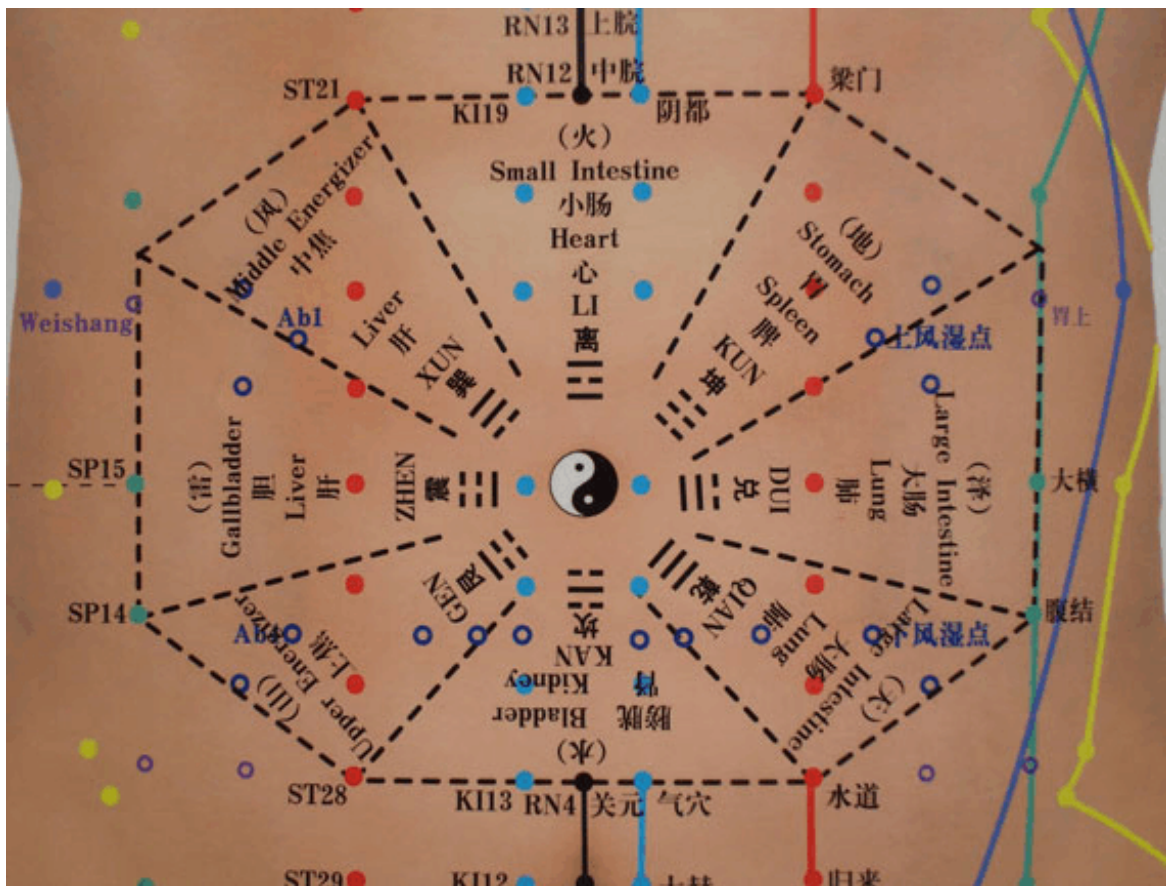 RN13 上脘
RN12 中脘
ST21
KI19
阴都
梁门
(火)
Small Intestine
小肠
Heart
心
LI
离
(风)
Middle Energizer
中焦
Liver
肝
XUN
巽
(地)
Stomach
胃
Spleen
脾
KUN
坤
Weishang
Ab1
上风湿点
胃上
SP15
(雷)
Gallbladder
胆
Liver
肝
ZHEN
震
兑
DUI
肺
Lung
大肠
Large Intestine
(泽)
大横
SP14
GEN
艮
上焦
Upper Energizer
(山)
坎
KAN
肾 Kidney
膀胱 Bladder
(水)
乾
QIAN
肺
Lung
大肠
Large Intestine
(天)
下风湿点
腹结
ST28
KI13 RN4 关元 气穴
水道
ST29
KI12
归来